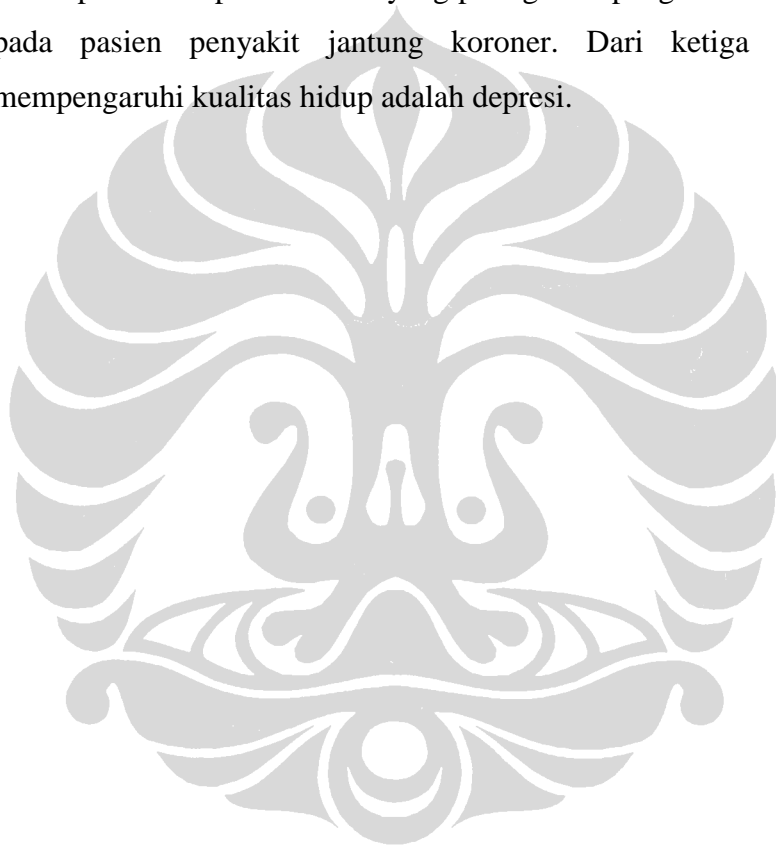 pada pasien penyakit jantung koroner. Dari ketiga
mempengaruhi kualitas hidup adalah depresi.